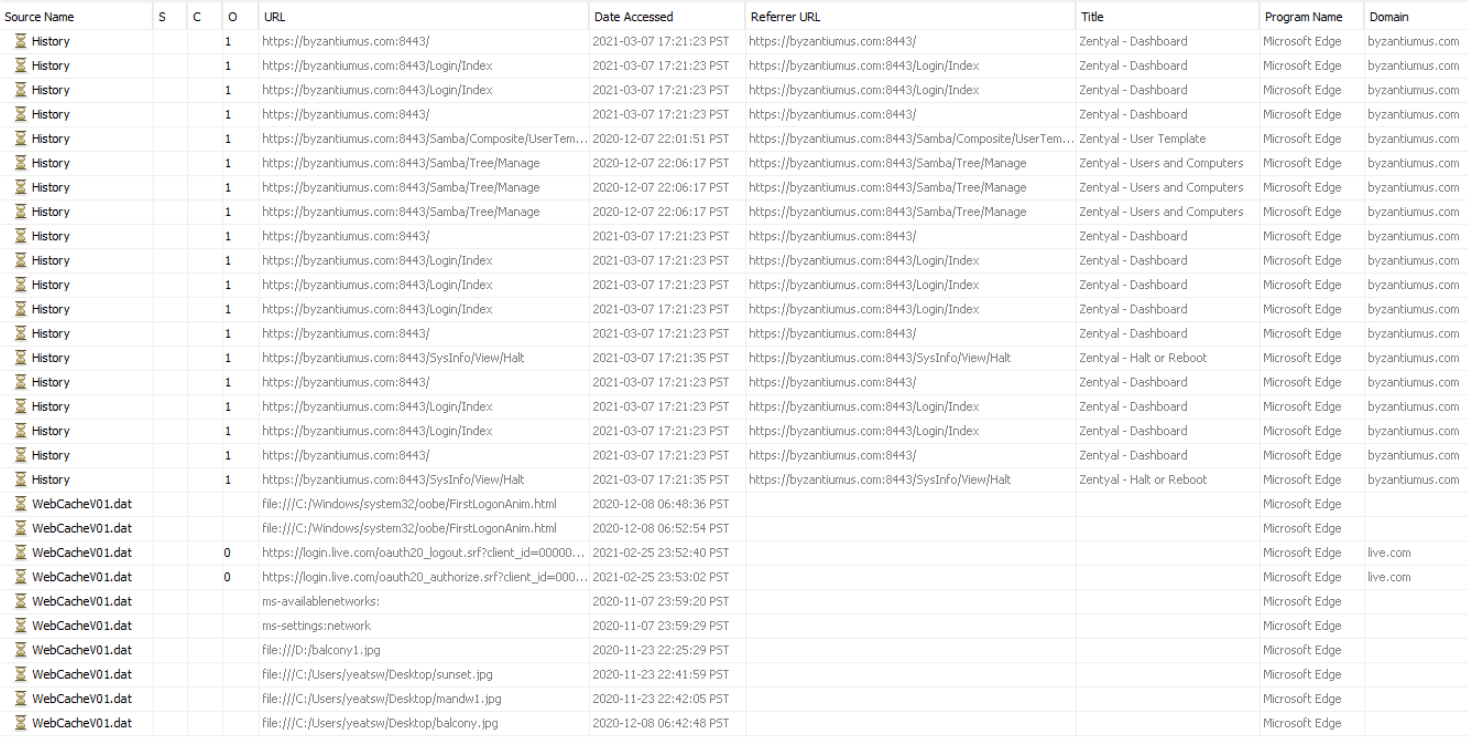 Source Name S C O URL Date Accessed Referrer URL Title Program Name Domain
History 1 https://byzantiumus.com:8443/ 2021-03-07 17:21:23 PST https://byzantiumus.com:8443/ Zentyal - Dashboard Microsoft Edge byzantiumus.com
History 1 https://byzantiumus.com:8443/Login/Index 2021-03-07 17:21:23 PST https://byzantiumus.com:8443/Login/Index Zentyal - Dashboard Microsoft Edge byzantiumus.com
History 1 https://byzantiumus.com:8443/Login/Index 2021-03-07 17:21:23 PST https://byzantiumus.com:8443/Login/Index Zentyal - Dashboard Microsoft Edge byzantiumus.com
History 1 https://byzantiumus.com:8443/ 2021-03-07 17:21:23 PST https://byzantiumus.com:8443/ Zentyal - Dashboard Microsoft Edge byzantiumus.com
History 1 https://byzantiumus.com:8443/Samba/Composite/UserTem... 2020-12-07 22:01:51 PST https://byzantiumus.com:8443/Samba/Composite/UserTem... Zentyal - User Template Microsoft Edge byzantiumus.com
History 1 https://byzantiumus.com:8443/Samba/Tree/Manage 2020-12-07 22:06:17 PST https://byzantiumus.com:8443/Samba/Tree/Manage Zentyal - Users and Computers Microsoft Edge byzantiumus.com
History 1 https://byzantiumus.com:8443/Samba/Tree/Manage 2020-12-07 22:06:17 PST https://byzantiumus.com:8443/Samba/Tree/Manage Zentyal - Users and Computers Microsoft Edge byzantiumus.com
History 1 https://byzantiumus.com:8443/Samba/Tree/Manage 2020-12-07 22:06:17 PST https://byzantiumus.com:8443/Samba/Tree/Manage Zentyal - Users and Computers Microsoft Edge byzantiumus.com
History 1 https://byzantiumus.com:8443/ 2021-03-07 17:21:23 PST https://byzantiumus.com:8443/ Zentyal - Dashboard Microsoft Edge byzantiumus.com
History 1 https://byzantiumus.com:8443/Login/Index 2021-03-07 17:21:23 PST https://byzantiumus.com:8443/Login/Index Zentyal - Dashboard Microsoft Edge byzantiumus.com
History 1 https://byzantiumus.com:8443/Login/Index 2021-03-07 17:21:23 PST https://byzantiumus.com:8443/Login/Index Zentyal - Dashboard Microsoft Edge byzantiumus.com
History 1 https://byzantiumus.com:8443/Login/Index 2021-03-07 17:21:23 PST https://byzantiumus.com:8443/Login/Index Zentyal - Dashboard Microsoft Edge byzantiumus.com
History 1 https://byzantiumus.com:8443/ 2021-03-07 17:21:23 PST https://byzantiumus.com:8443/ Zentyal - Dashboard Microsoft Edge byzantiumus.com
History 1 https://byzantiumus.com:8443/SysInfo/View/Halt 2021-03-07 17:21:35 PST https://byzantiumus.com:8443/SysInfo/View/Halt Zentyal - Halt or Reboot Microsoft Edge byzantiumus.com
History 1 https://byzantiumus.com:8443/ 2021-03-07 17:21:23 PST https://byzantiumus.com:8443/ Zentyal - Dashboard Microsoft Edge byzantiumus.com
History 1 https://byzantiumus.com:8443/Login/Index 2021-03-07 17:21:23 PST https://byzantiumus.com:8443/Login/Index Zentyal - Dashboard Microsoft Edge byzantiumus.com
History 1 https://byzantiumus.com:8443/Login/Index 2021-03-07 17:21:23 PST https://byzantiumus.com:8443/Login/Index Zentyal - Dashboard Microsoft Edge byzantiumus.com
History 1 https://byzantiumus.com:8443/ 2021-03-07 17:21:23 PST https://byzantiumus.com:8443/ Zentyal - Dashboard Microsoft Edge byzantiumus.com
History 1 https://byzantiumus.com:8443/SysInfo/View/Halt 2021-03-07 17:21:35 PST https://byzantiumus.com:8443/SysInfo/View/Halt Zentyal - Halt or Reboot Microsoft Edge byzantiumus.com
WebCacheV01.dat file:///C:/Windows/system32/oobe/FirstLogonAnim.html 2020-12-08 06:48:36 PST Microsoft Edge
WebCacheV01.dat file:///C:/Windows/system32/oobe/FirstLogonAnim.html 2020-12-08 06:52:54 PST Microsoft Edge
WebCacheV01.dat 0 https://login.live.com/oauth20_logout.srf?client_id=00000... 2021-02-25 23:52:40 PST Microsoft Edge live.com
WebCacheV01.dat 0 https://login.live.com/oauth20_authorize.srf?client_id=000... 2021-02-25 23:53:02 PST Microsoft Edge live.com
WebCacheV01.dat ms-availablenetworks: 2020-11-07 23:59:20 PST Microsoft Edge
WebCacheV01.dat ms-settings:network 2020-11-07 23:59:29 PST Microsoft Edge
WebCacheV01.dat file:///D:/balcony1.jpg 2020-11-23 22:25:29 PST Microsoft Edge
WebCacheV01.dat file:///C:/Users/yeatsw/Desktop/sunset.jpg 2020-11-23 22:41:59 PST Microsoft Edge
WebCacheV01.dat file:///C:/Users/yeatsw/Desktop/mandw1.jpg 2020-11-23 22:42:05 PST Microsoft Edge
WebCacheV01.dat file:///C:/Users/yeatsw/Desktop/balcony.jpg 2020-12-08 06:42:48 PST Microsoft Edge